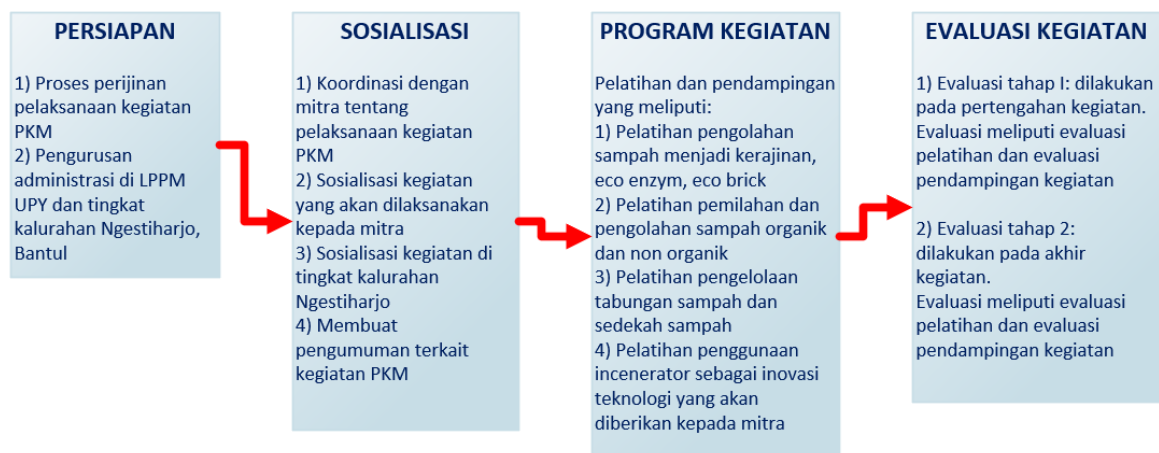 PERSIAPAN
1) Proses perijinan
pelaksanaan kegiatan
PKM
2) Pengurusan
administrasi di LPPM
UPY dan tingkat
kalurahan Ngestiharjo,
Bantul
SOSIALISASI
1) Koordinasi dengan
mitra tentang
pelaksanaan kegiatan
PKM
2) Sosialisasi kegiatan
yang akan dilaksanakan
kepada mitra
3) Sosialisasi kegiatan di
tingkat kalurahan
Ngestiharjo
4) Membuat
pengumuman terkait
kegiatan PKM
PROGRAM KEGIATAN
Pelatihan dan pendampingan
yang meliputi:
1) Pelatihan pengolahan
sampah menjadi kerajinan,
eco enzym, eco brick
2) Pelatihan pemilahan dan
pengolahan sampah organik
dan non organik
3) Pelatihan pengelolaan
tabungan sampah dan
sedekah sampah
4) Pelatihan penggunaan
incenerator sebagai inovasi
teknologi yang akan
diberikan kepada mitra
EVALUASI KEGIATAN
1) Evaluasi tahap I: dilakukan
pada pertengahan kegiatan.
Evaluasi meliputi evaluasi
pelatihan dan evaluasi
pendampingan kegiatan
2) Evaluasi tahap 2:
dilakukan pada akhir
kegiatan.
Evaluasi meliputi evaluasi
pelatihan dan evaluasi
pendampingan kegiatan